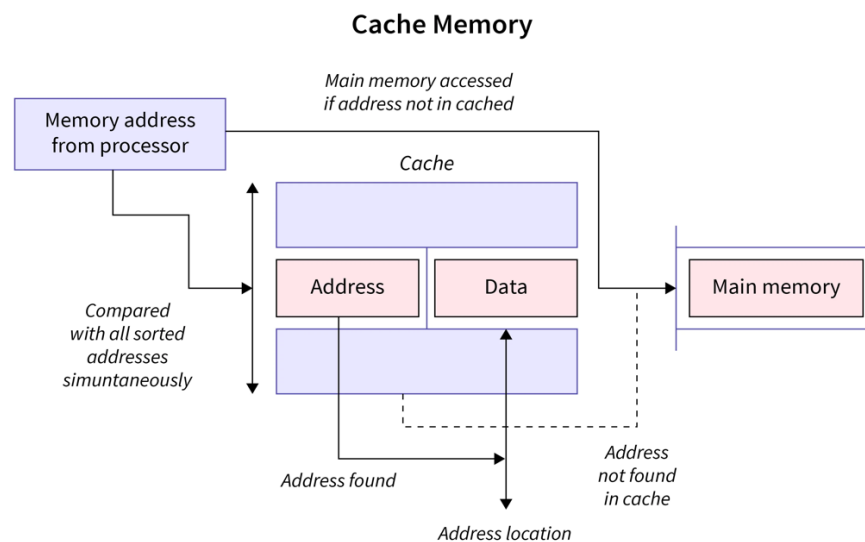 Cache Memory
Main memory accessed
if address not in cached
Memory address
from processor
Cache
Address
Data
Main memory
Compared
with all sorted
addresses
simuntaneously
Address found
Address
not found
in cache
Address location